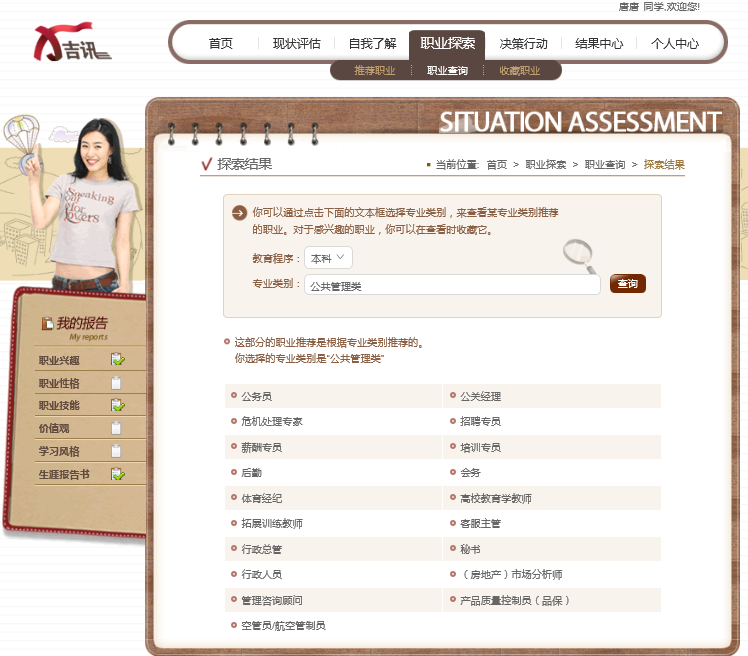 唐唐 同学,欢迎您!
吉讯
首页 现状评估 自我了解 职业探索 决策行动 结果中心 个人中心
推荐职业 职业查询 收藏职业
SITUATION ASSESSMENT
探索结果
当前位置: 首页 > 职业探索 > 职业查询 > 探索结果
Speaking
out
for
Lovers
你可以通过点击下面的文本框选择专业类别，来查看某专业类别推荐
的职业。对于感兴趣的职业，你可以在查看时收藏它。
教育程序： 本科
专业类别： 公共管理类 查询
我的报告
My reports
职业兴趣
职业性格
职业技能
价值观
学习风格
生涯报告书
这部分的职业推荐是根据专业类别推荐的。
你选择的专业类别是“公共管理类”
公务员 公关经理
危机处理专家 招聘专员
薪酬专员 培训专员
后勤 会务
体育经纪 高校教育学教师
拓展训练教师 客服主管
行政总管 秘书
行政人员 （房地产）市场分析师
管理咨询顾问 产品质量控制员（品保）
空管员/航空管制员